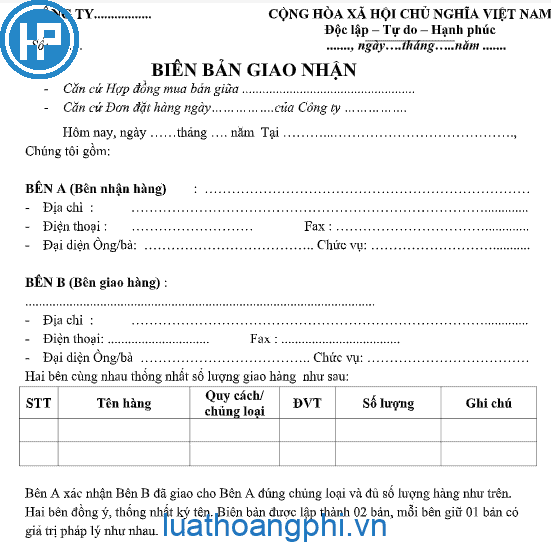 TY.................. CỘNG HÒA XÃ HỘI CHỦ NGHĨA VIỆT NAM
HP
Độc lập – Tự do – Hạnh phúc
......., ngày….tháng…..năm .......
BIÊN BẢN GIAO NHẬN
- Căn cứ Hợp đồng mua bán giữa .....................................................
- Căn cứ Đơn đặt hàng ngày…………….của Công ty …………….
Hôm nay, ngày ……tháng …. năm Tại ………..……………………………………….,
Chúng tôi gồm:
BÊN A (Bên nhận hàng) : ……………………………………………………………………
- Địa chỉ : ……………………………………………………………………………..............
- Điện thoại : ………………………… Fax : ……………………………...............
- Đại diện Ông/bà: …………………………………….. Chức vụ: ………………………............
BÊN B (Bên giao hàng) :
.............................................................................................................
- Địa chỉ : ……………………………………………………………………………..............
- Điện thoại: ................................ Fax : .....................................
- Đại diện Ông/bà …………………………………….. Chức vụ: ………………………............
Hai bên cùng nhau thống nhất số lượng giao hàng như sau:
STT Tên hàng Quy cách/ chủng loại ĐVT Số lượng Ghi chú
Bên A xác nhận Bên B đã giao cho Bên A đúng chủng loại và đủ số lượng hàng như trên.
Hai bên đồng ý, thống nhất ký tên. Biên bản được lập thành 02 bản, mỗi bên giữ 01 bản có
giá trị pháp lý như nhau.
luathoangphi.vn